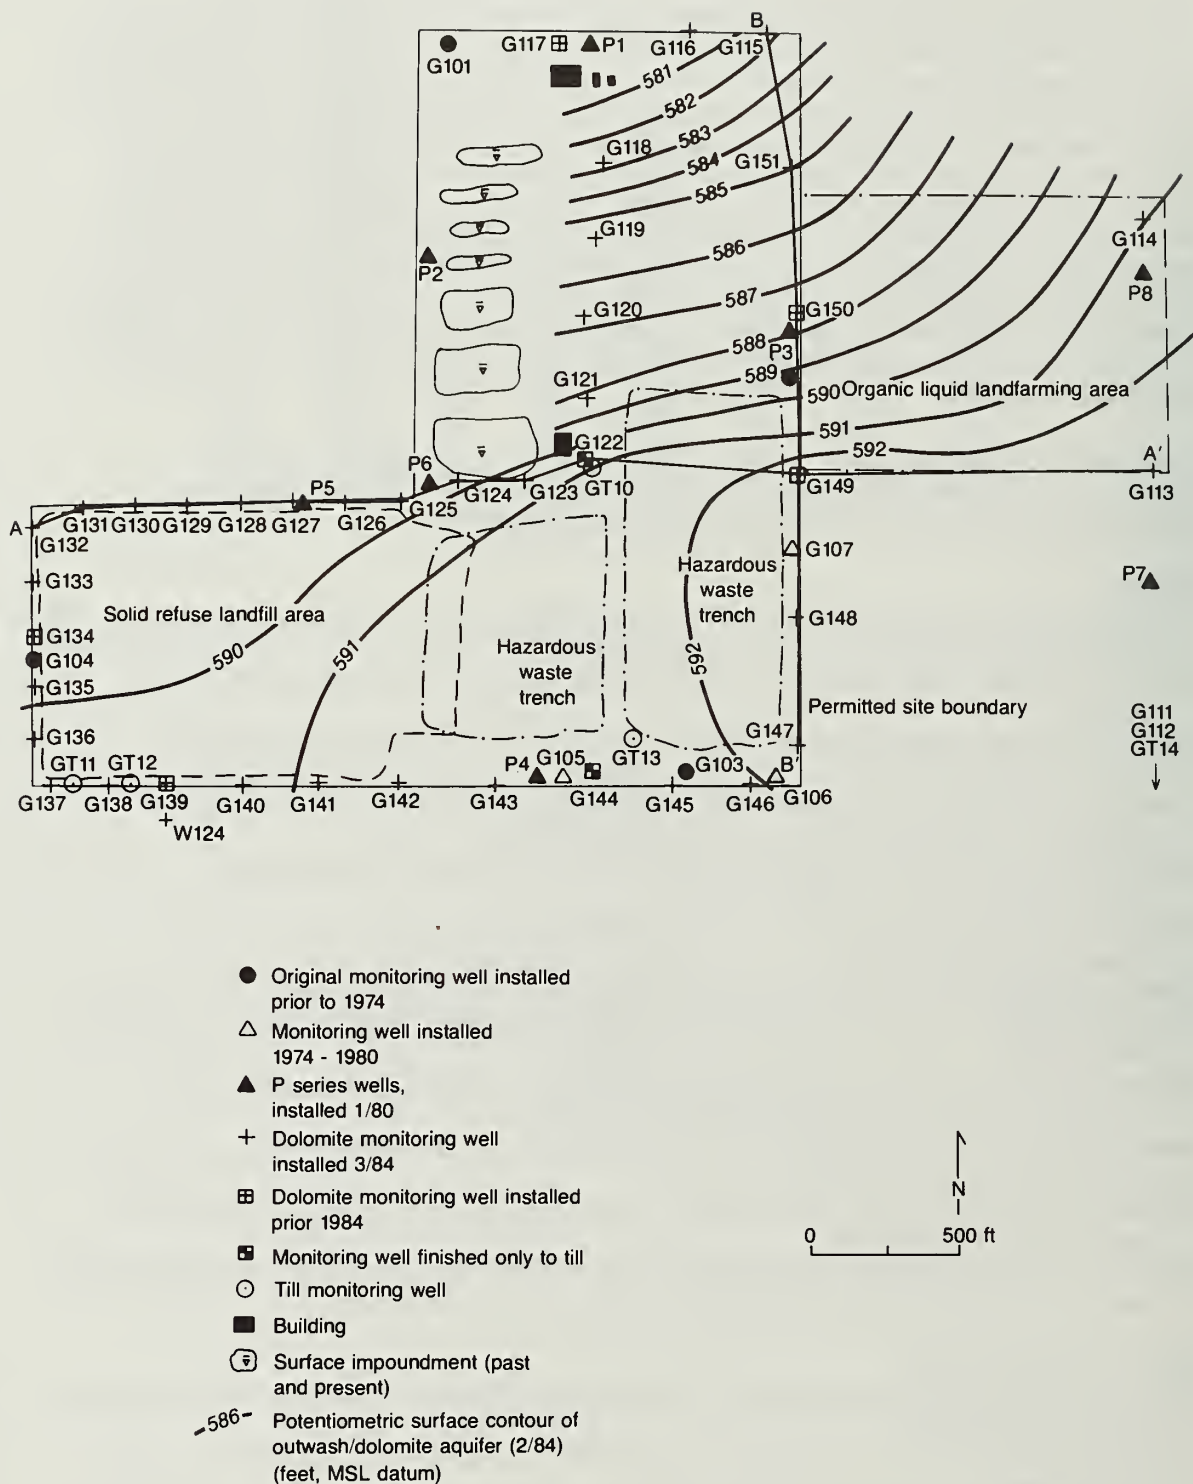 B
G101
G117
P1
G116
G115
581
582
583
584
585
G118
G151
G119
P2
586
G114
P8
587
G120
G150
588
P3
589
G121
590
Organic liquid landfarming area
591
592
G122
A'
P6
G124
G123
GT10
G149
G113
P5
G125
A
G131
G130
G129
G128
G127
G126
G132
G107
G133
Hazardous
waste
trench
P7
Solid refuse landfill area
G148
G134
590
591
Hazardous
waste
trench
592
G104
G135
Permitted site boundary
G111
G112
GT14
G136
G147
GT11
GT12
P4
G105
GT13
G103
B'
G137
G138
G139
G140
G141
G142
G143
G144
G145
G146
G106
W124
Original monitoring well installed
prior to 1974
Monitoring well installed
1974 - 1980
P series wells,
installed 1/80
Dolomite monitoring well
installed 3/84
Dolomite monitoring well installed
prior 1984
Monitoring well finished only to till
Till monitoring well
Building
Surface impoundment (past
and present)
586
Potentiometric surface contour of
outwash/dolomite aquifer (2/84)
(feet, MSL datum)
N
0 500 ft